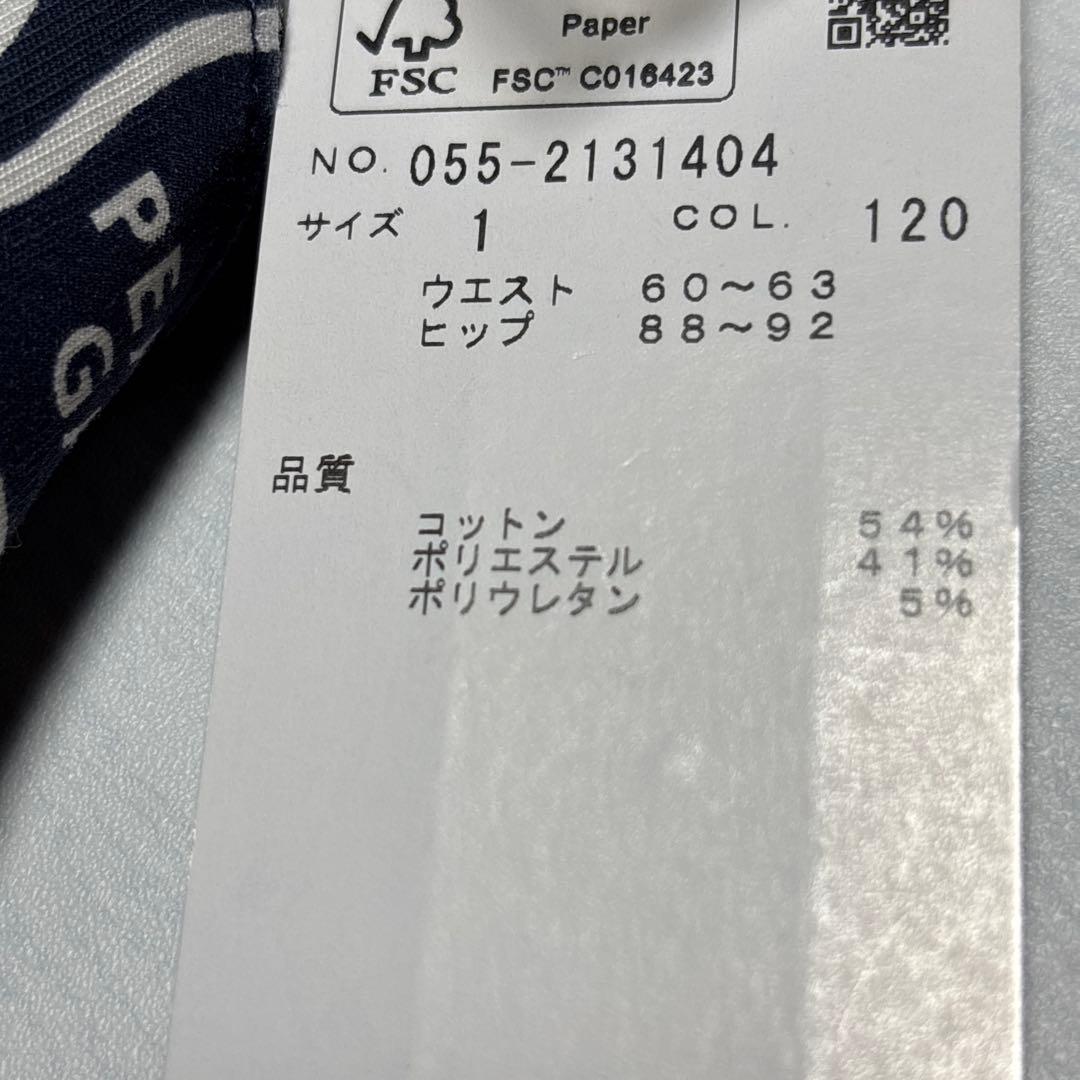 Paper
FSC FSC™ C016423
NO. 055-2131404
サイズ 1 COL. 120
ウエスト 60～63
ヒップ 88～92
品質
コットン 54%
ポリエステル 41%
ポリウレタン 5%